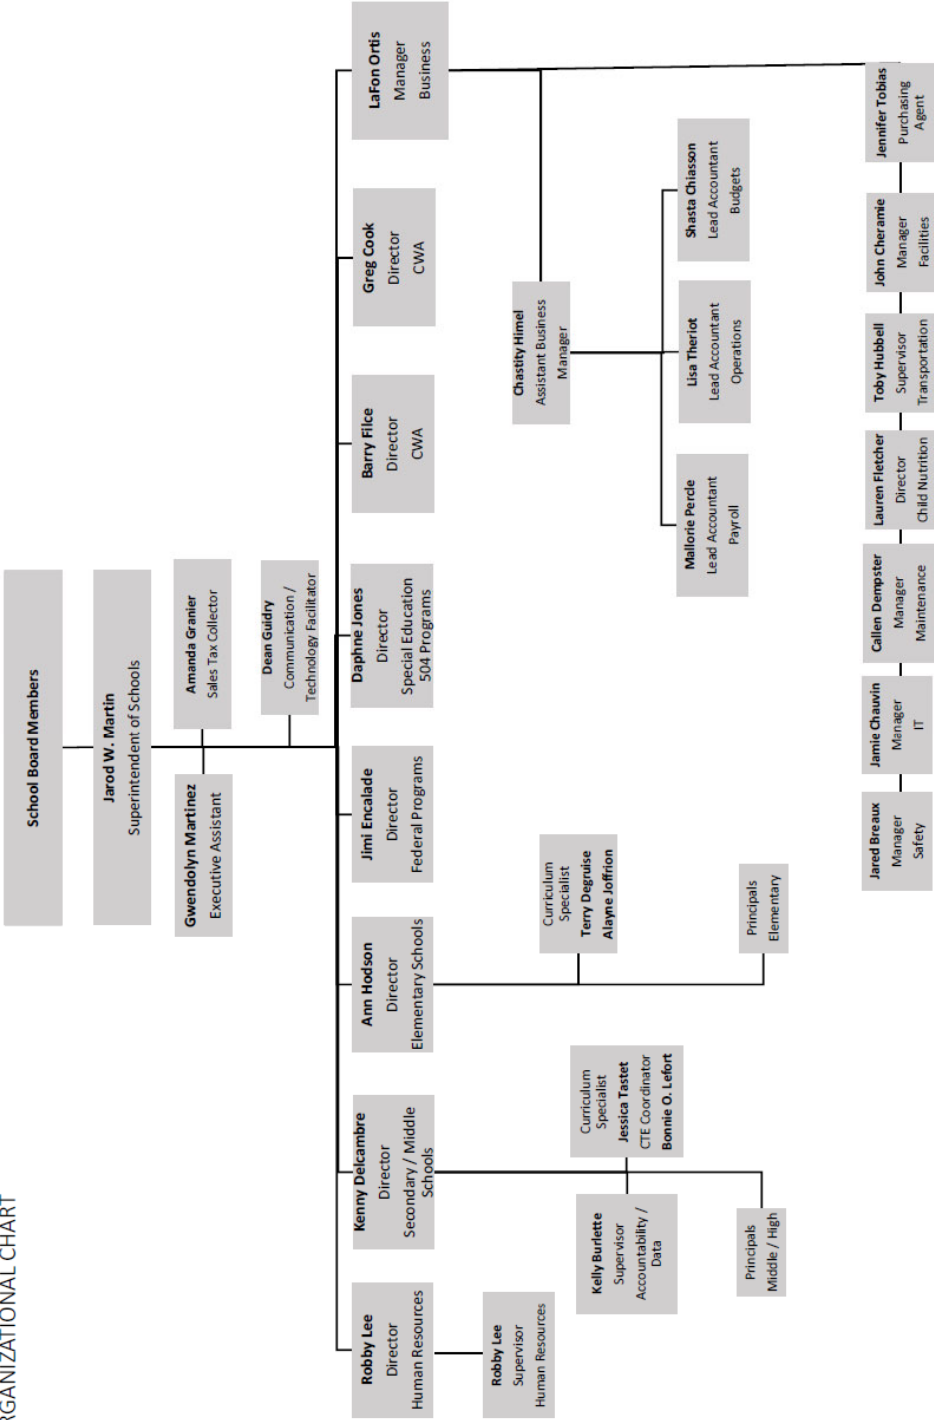 RGANIZATIONAL CHART
School Board Members
Jarod W. Martin
Superintendent of Schools
Gwendolyn Martinez
Executive Assistant
Amanda Granier
Sales Tax Collector
Dean Guidry
Communication /
Technology Facilitator
Robby Lee
Director
Human Resources
Kenny Delcambre
Director
Secondary / Middle
Schools
Ann Hodson
Director
Elementary Schools
Jimi Encalade
Director
Federal Programs
Daphne Jones
Director
Special Education
504 Programs
Barry Filce
Director
CWA
Greg Cook
Director
CWA
LaFon Ortis
Manager
Business
Robby Lee
Supervisor
Human Resources
Kelly Burlette
Supervisor
Accountability /
Data
Curriculum
Specialist
Jessica Tastet
CTE Coordinator
Bonnie O. Lefort
Principals
Middle / High
Curriculum
Specialist
Terry Degruise
Alayne Joffrion
Principals
Elementary
Chastity Himel
Assistant Business
Manager
Mallorie Percle
Lead Accountant
Payroll
Lisa Theriot
Lead Accountant
Operations
Shasta Chiasson
Lead Accountant
Budgets
Jared Breaux
Manager
Safety
Jamie Chauvin
Manager
IT
Callen Dempster
Manager
Maintenance
Lauren Fletcher
Director
Child Nutrition
Toby Hubbell
Supervisor
Transportation
John Cheramie
Manager
Facilities
Jennifer Tobias
Purchasing
Agent